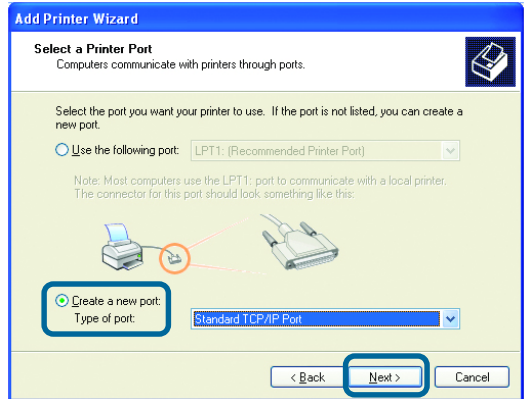 Add Printer Wizard
Select a Printer Port
Computers communicate with printers through ports.
Select the port you want your printer to use. If the port is not listed, you can create a
new port.
Use the following port: LPT1: (Recommended Printer Port)
Note: Most computers use the LPT1: port to communicate with a local printer.
The connector for this port should look something like this:
Create a new port:
Type of port: Standard TCP/IP Port
< Back Next > Cancel